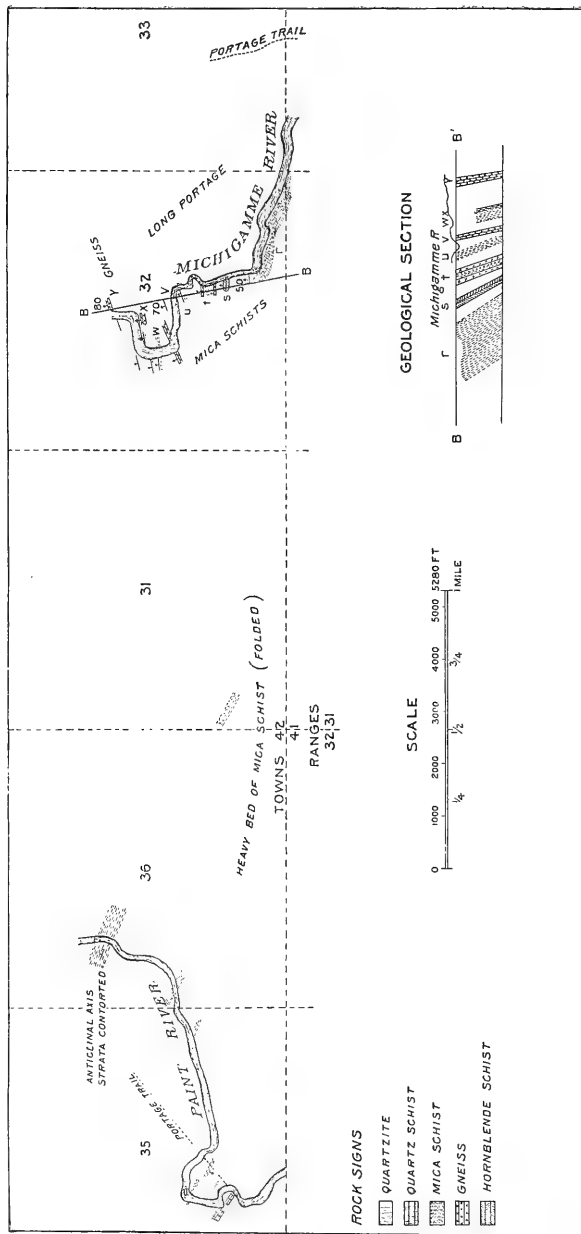 35
36
31
32
33
ANTICLINAL AXIS
STRATA CONTORTED
PORTAGE TRAIL
PAINT RIVER
HEAVY BED OF MICA SCHIST (FOLDED)
TOWNS 42
41
RANGES
32 31
B
80
Y
GNEISS
X
W
70
V
U
t
S
50
r
B
MICA SCHISTS
LONG PORTAGE
MICHIGAMME RIVER
PORTAGE TRAIL
ROCK SIGNS
QUARTZITE
QUARTZ SCHIST
MICA SCHIST
GNEISS
HORNBLENDE SCHIST
SCALE
0 1000 2000 3000 4000 5000 5280 FT
1/4 1/2 3/4 1 MILE
GEOLOGICAL SECTION
Michigamme R
B r S t U V W X Y B'